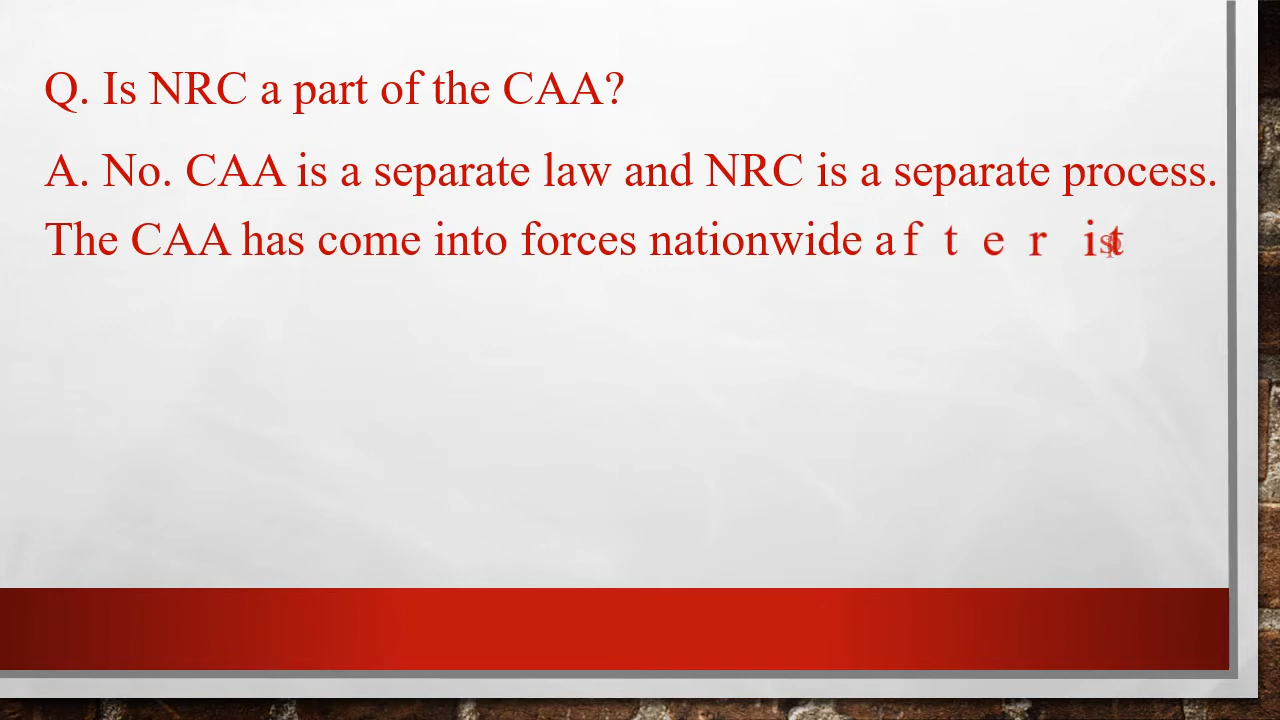 Q. Is NRC a part of the CAA?
A. No. CAA is a separate law and NRC is a separate process.
The CAA has come into forces nationwide after it